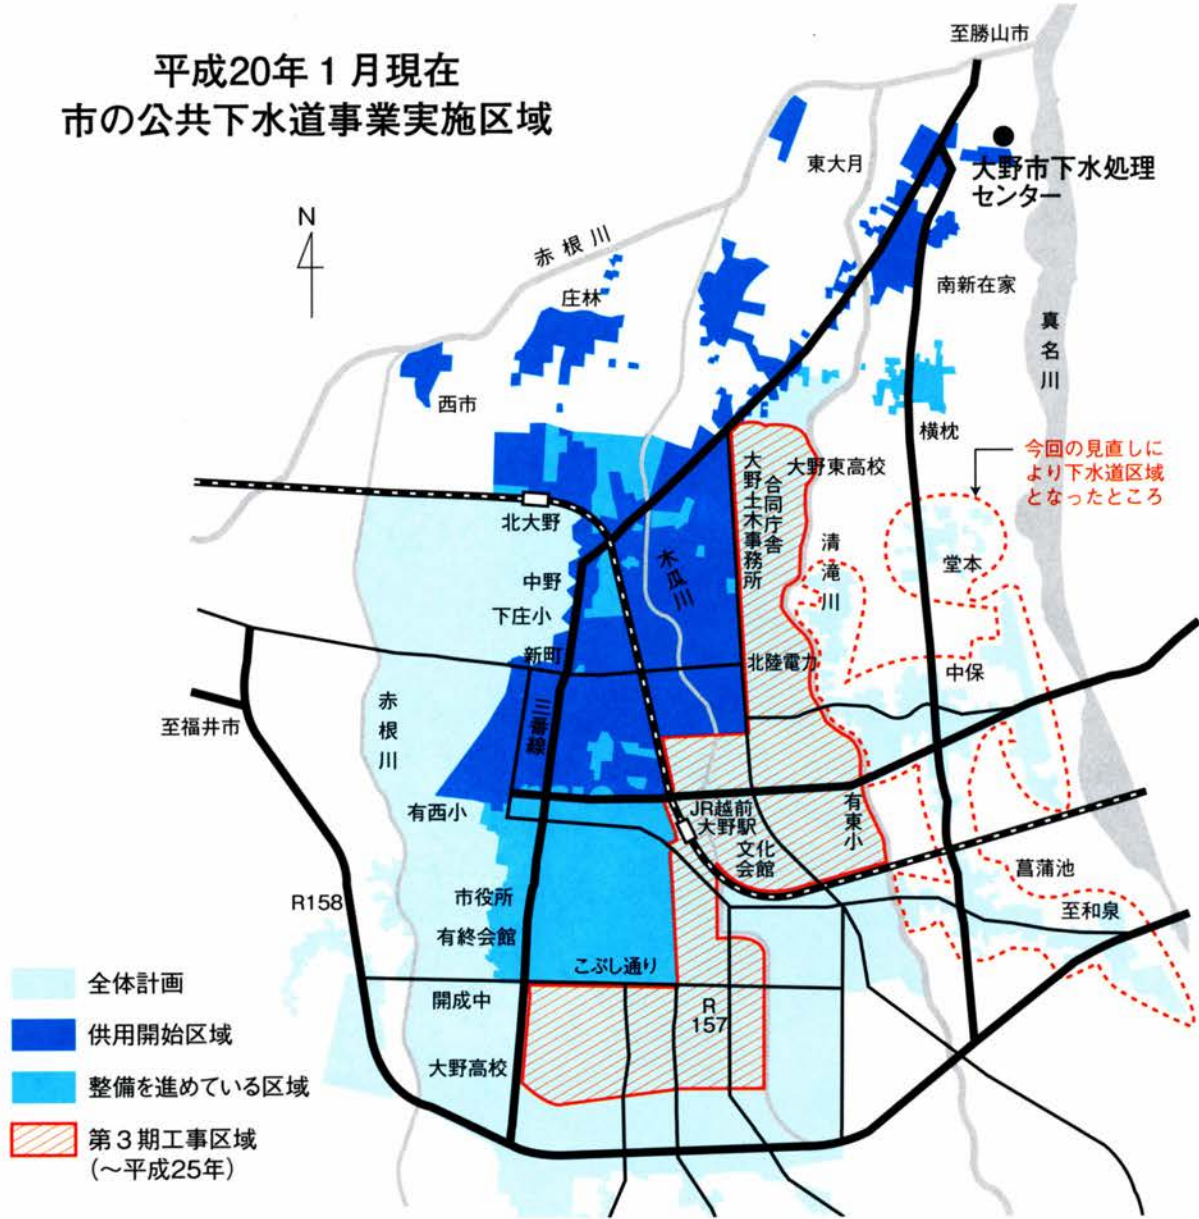 平成20年1月現在
市の公共下水道事業実施区域
至勝山市
東大月
大野市下水処理
センター
N
赤根川
庄林
南新在家
真名川
西市
横枕
今回の見直しに
より下水道区域
となったところ
大野東高校
合同庁舎
大野土木事務所
北大野
清滝川
堂本
木瓜川
中野
下庄小
新町
北陸電力
中保
三番線
赤根川
至福井市
有西小
JR越前
大野駅
有東小
文化
会館
菖蒲池
至和泉
R158
市役所
有終会館
こぶし通り
開成中
R
157
大野高校
全体計画
供用開始区域
整備を進めている区域
第3期工事区域
(~平成25年)